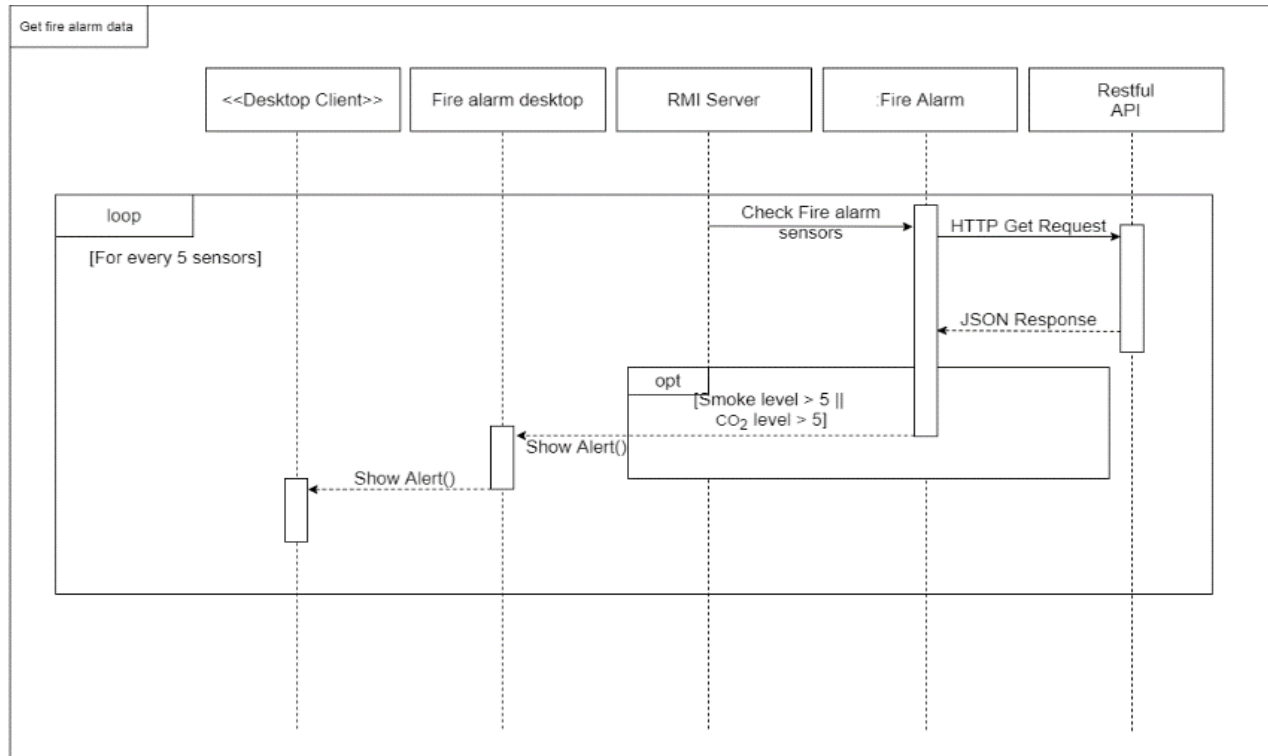 Get fire alarm data
<<Desktop Client>>
Fire alarm desktop
RMI Server
:Fire Alarm
Restful
API
loop
[For every 5 sensors]
Check Fire alarm
sensors
HTTP Get Request
JSON Response
opt
[Smoke level > 5 ||
CO₂ level > 5]
Show Alert()
Show Alert()